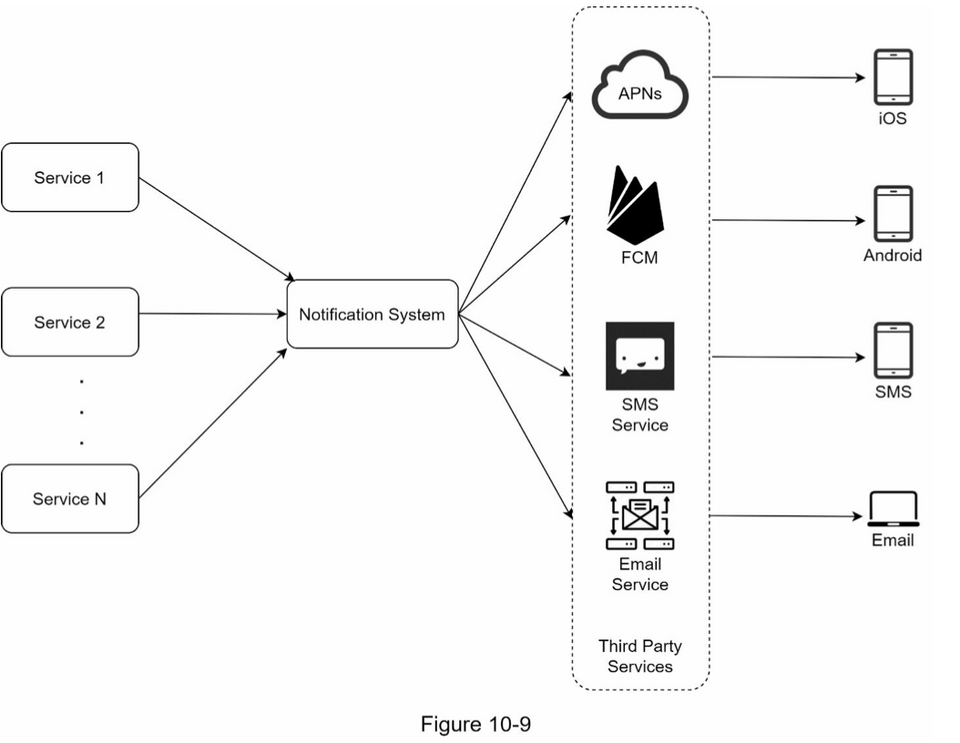 Service 1
Service 2
.
.
.
Service N
Notification System
APNs
FCM
SMS
Service
Email
Service
Third Party
Services
iOS
Android
SMS
Email
Figure 10-9